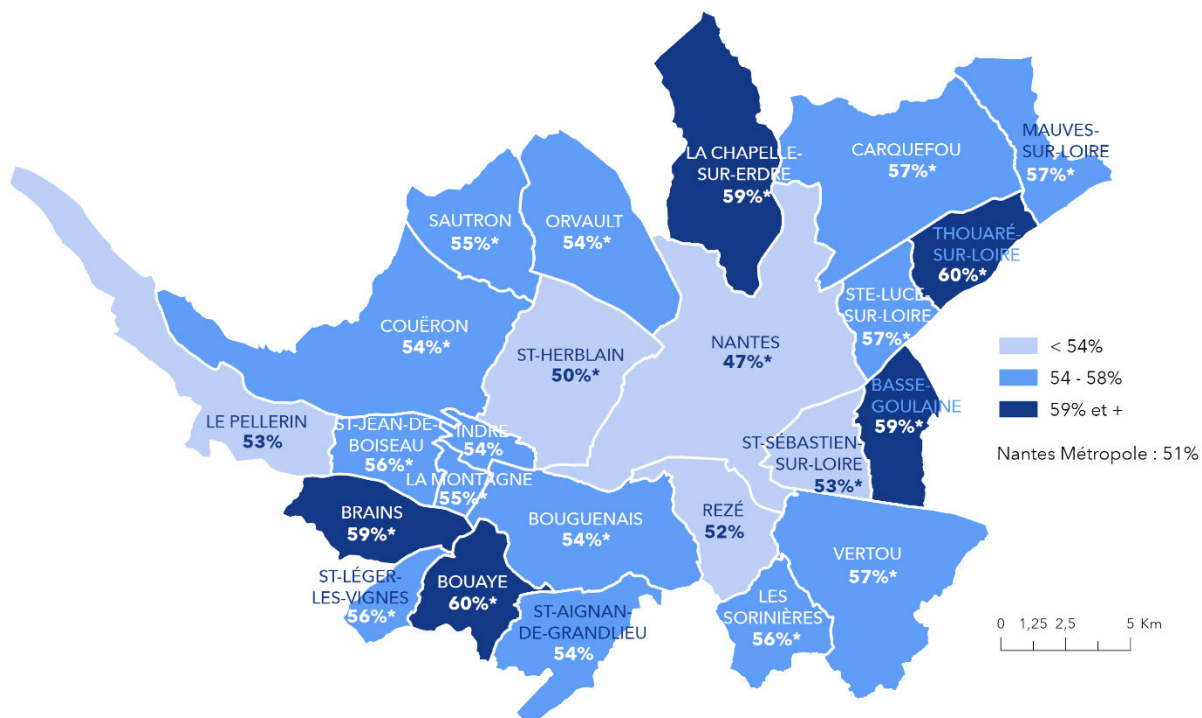 LA CHAPELLE-
SUR-ERDRE
59%*
CARQUEFOU
57%*
MAUVES-
SUR-LOIRE
57%*
SAUTRON
55%*
ORVAULT
54%*
THOUARÉ-
SUR-LOIRE
60%*
STE-LUCE-
SUR-LOIRE
57%*
COUËRON
54%*
ST-HERBLAIN
50%*
NANTES
47%*
BASSE-
GOULAINE
59%*
< 54%
54 - 58%
59% et +
Nantes Métropole : 51%
LE PELLERIN
53%
ST-JEAN-DE-
BOISEAU
56%*
INDRE
54%
LA MONTAGNE
55%*
ST-SÉBASTIEN-
SUR-LOIRE
53%*
BRAINS
59%*
BOUGUENAIS
54%*
REZÉ
52%
VERTOU
57%*
ST-LÉGER-
LES-VIGNES
56%*
BOUAYE
60%*
ST-AIGNAN-
DE-GRANDLIEU
54%
LES
SORINIÈRES
56%*
0 1,25 2,5 5 Km